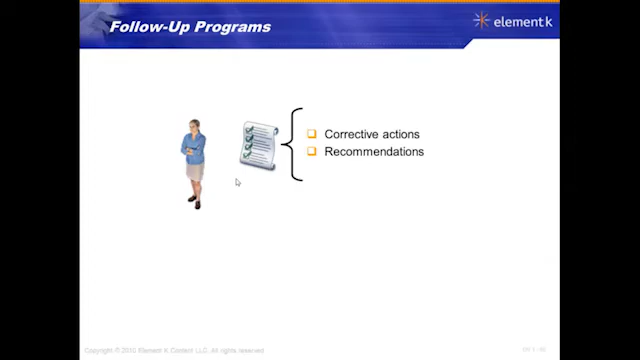 Follow-Up Programs
element k
Corrective actions
Recommendations
Copyright © 2010 Element K Content LLC. All rights reserved.